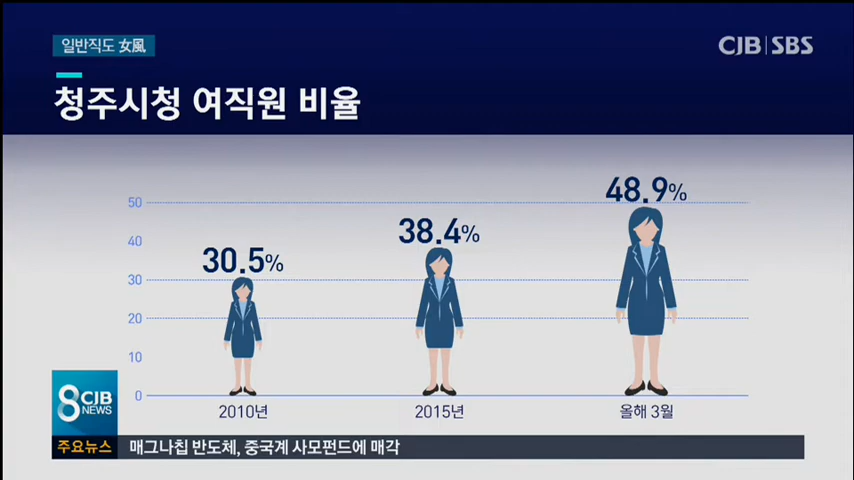 일반직도 女風
CJB SBS
청주시청 여직원 비율
50
40
30
20
10
0
30.5%
38.4%
48.9%
2010년
2015년
올해 3월
8 CJB NEWS
주요뉴스
매그나칩 반도체, 중국계 사모펀드에 매각